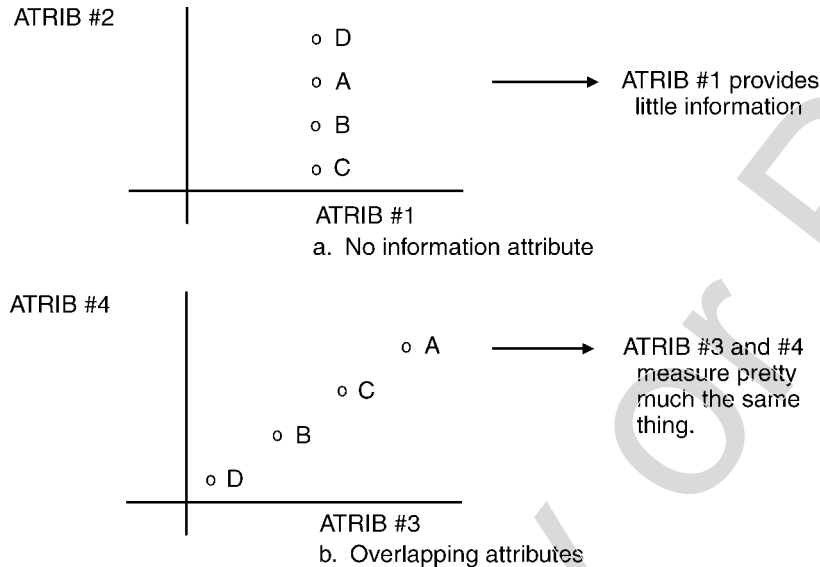 ATRIB #2
D
A
ATRIB #1 provides
little information
B
C
ATRIB #1
a. No information attribute
ATRIB #4
A
ATRIB #3 and #4
measure pretty
much the same
thing.
C
B
D
ATRIB #3
b. Overlapping attributes